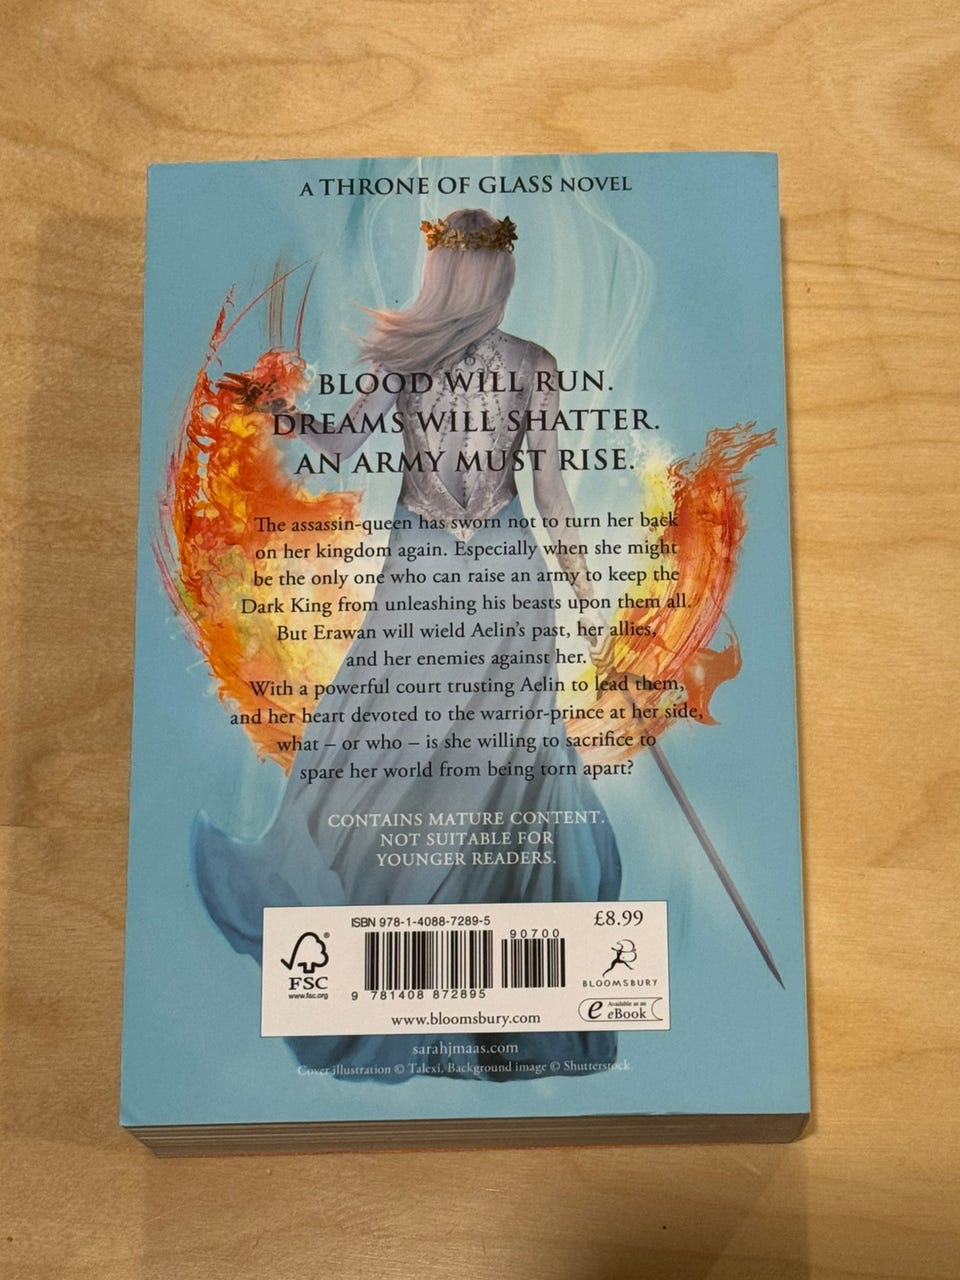 A THRONE OF GLASS NOVEL
BLOOD WILL RUN.
DREAMS WILL SHATTER.
AN ARMY MUST RISE.
The assassin-queen has sworn not to turn her back
on her kingdom again. Especially when she might
be the only one who can raise an army to keep the
Dark King from unleashing his beasts upon them all.
But Erawan will wield Aelin's past, her allies,
and her enemies against her.
With a powerful court trusting Aelin to lead them,
and her heart devoted to the warrior-prince at her side,
what – or who – is she willing to sacrifice to
spare her world from being torn apart?
CONTAINS MATURE CONTENT.
NOT SUITABLE FOR
YOUNGER READERS.
ISBN 978-1-4088-7289-5
£8.99
90700
FSC
www.fsc.org
9 781408 872895
BLOOMSBURY
www.bloomsbury.com
e Available as an
eBook
sarahjmaas.com
Cover illustration © Talexi. Background image © Shutterstock.